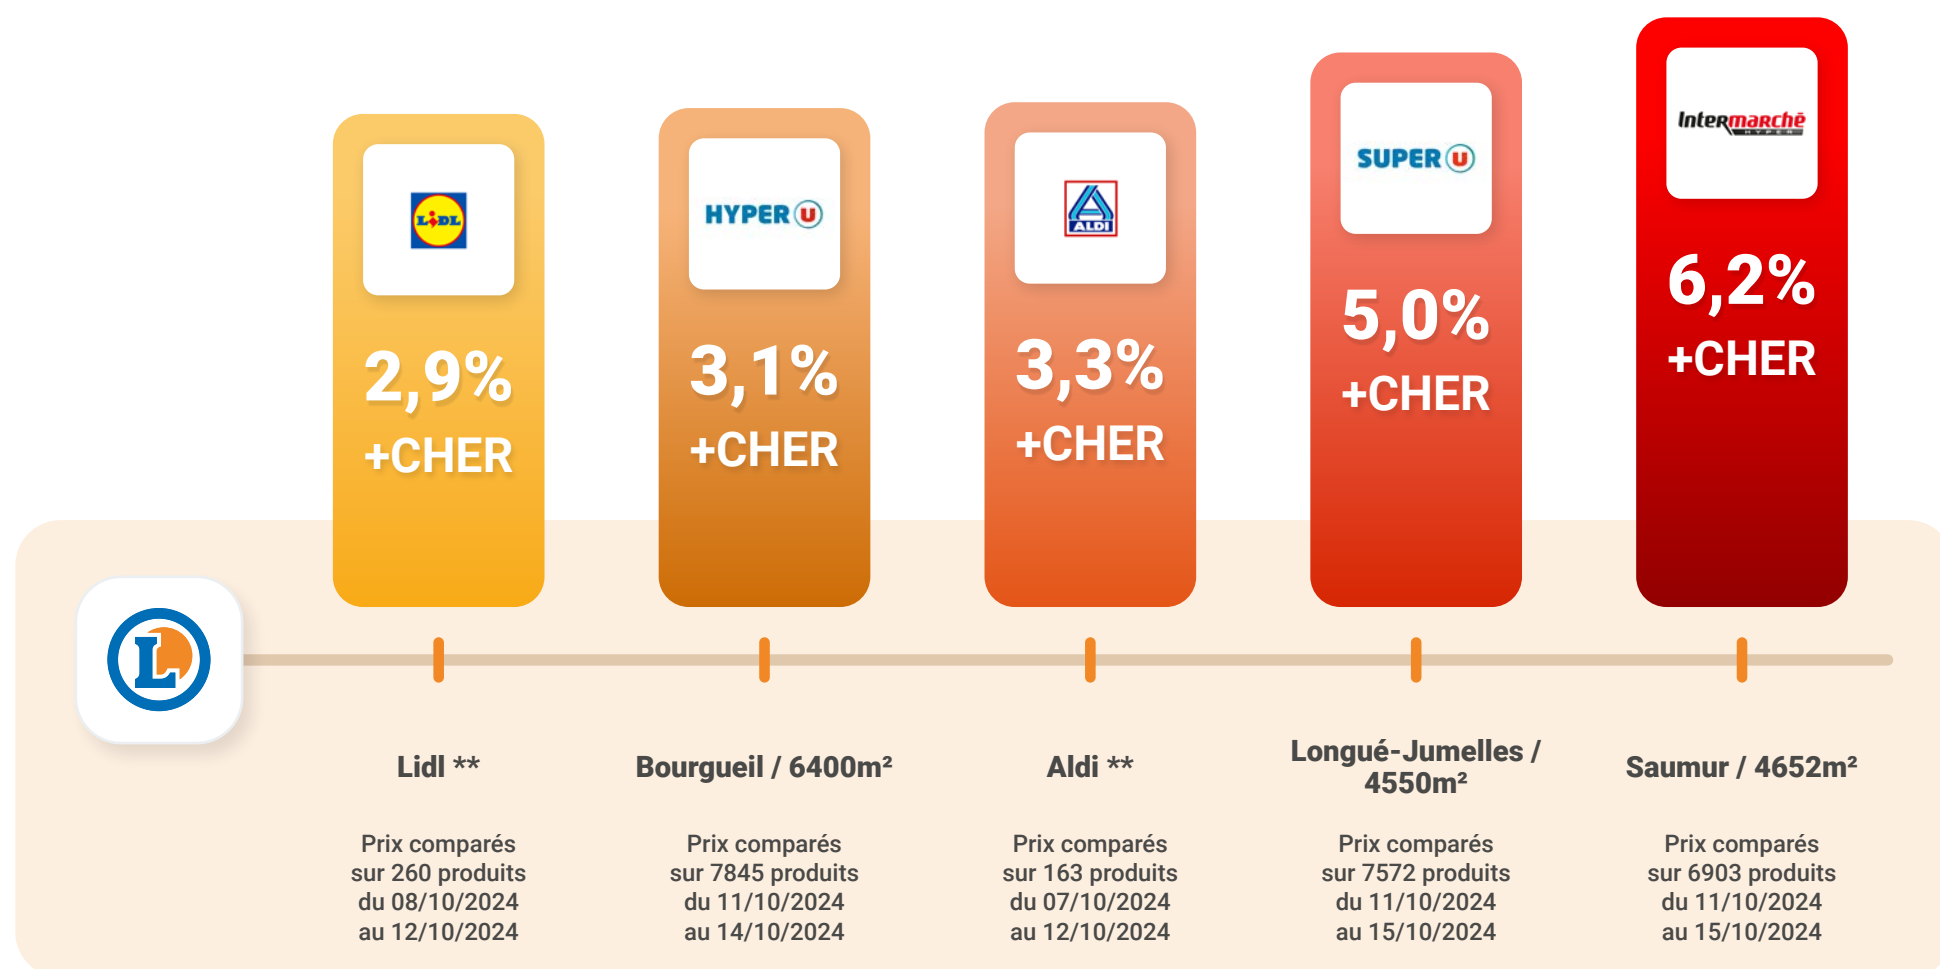 LiDL
2,9%
+CHER
HYPER U
3,1%
+CHER
ALDI
3,3%
+CHER
SUPER U
5,0%
+CHER
Intermarchē
HYPER
6,2%
+CHER
L
Lidl **
Prix comparés
sur 260 produits
du 08/10/2024
au 12/10/2024
Bourgueil / 6400m²
Prix comparés
sur 7845 produits
du 11/10/2024
au 14/10/2024
Aldi **
Prix comparés
sur 163 produits
du 07/10/2024
au 12/10/2024
Longué-Jumelles /
4550m²
Prix comparés
sur 7572 produits
du 11/10/2024
au 15/10/2024
Saumur / 4652m²
Prix comparés
sur 6903 produits
du 11/10/2024
au 15/10/2024